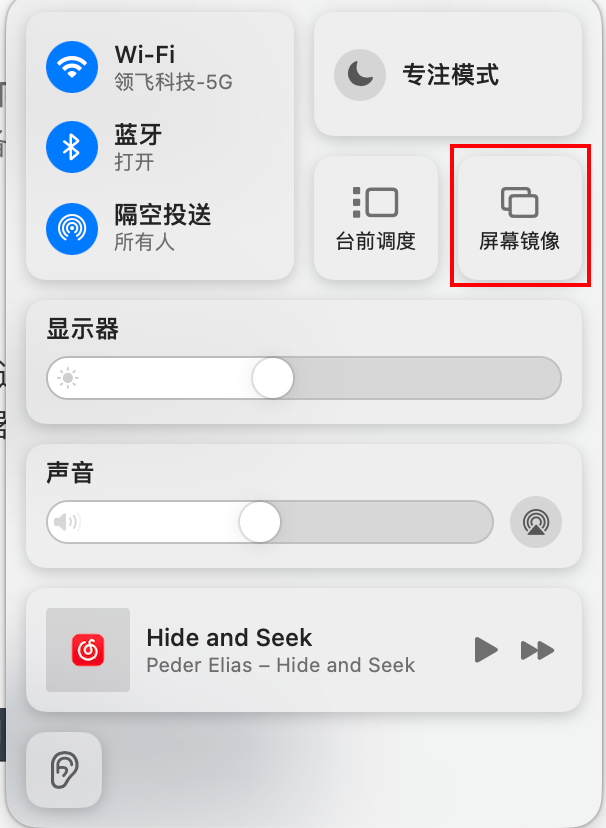 Wi-Fi
领飞科技-5G
蓝牙
打开
隔空投送
所有人
专注模式
台前调度
屏幕镜像
显示器
声音
Hide and Seek
Peder Elias – Hide and Seek